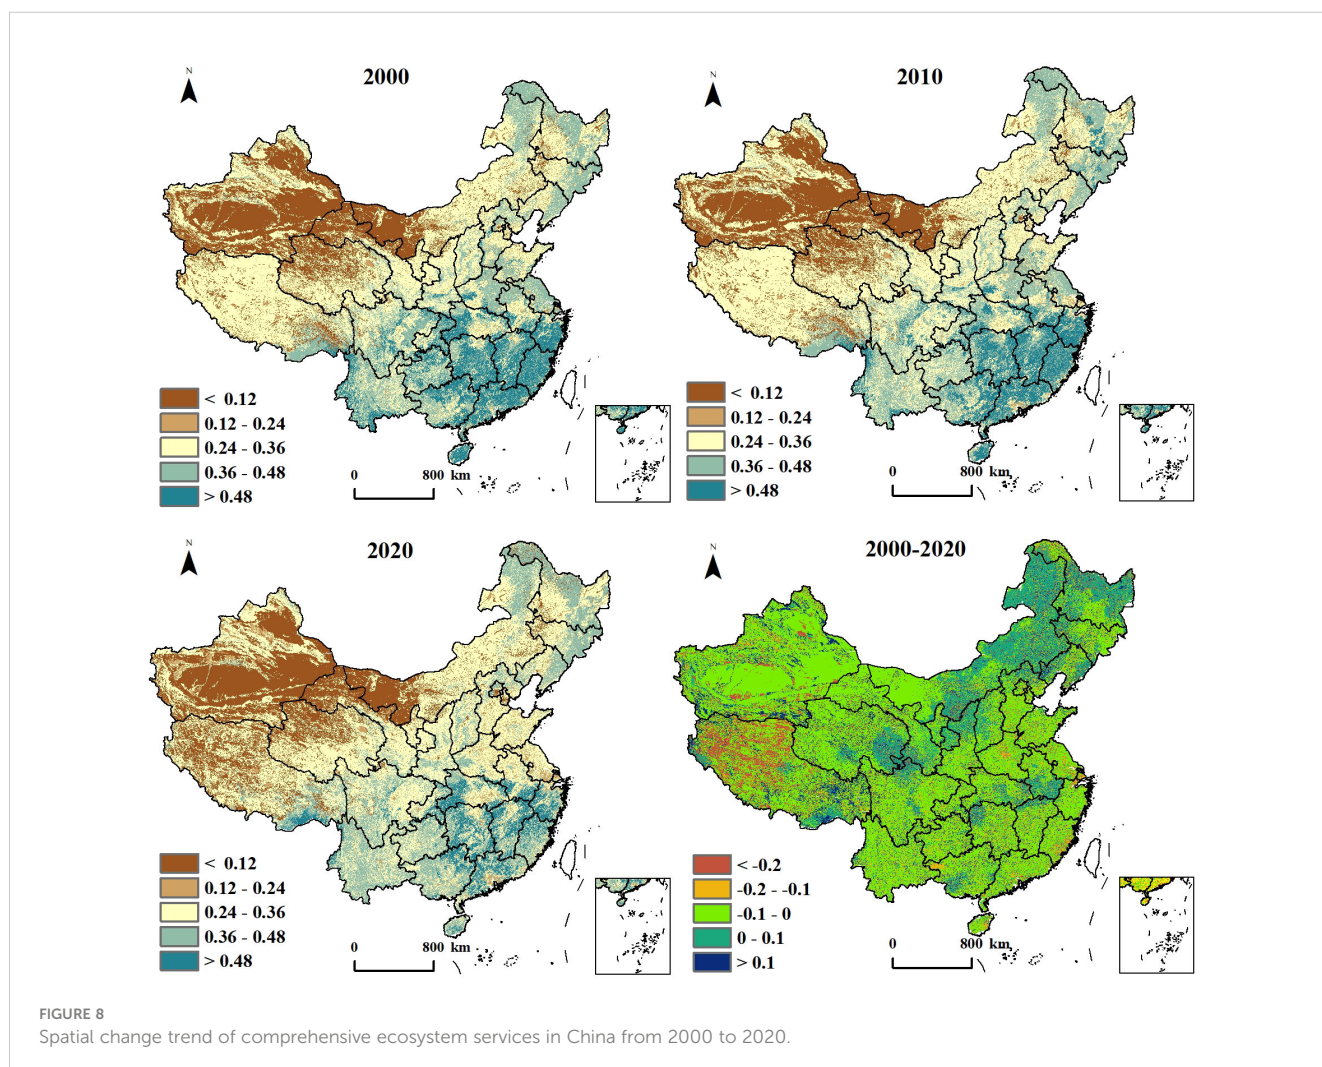 N
2000
< 0.12
0.12 - 0.24
0.24 - 0.36
0.36 - 0.48
> 0.48
0
800 km
N
2010
< 0.12
0.12 - 0.24
0.24 - 0.36
0.36 - 0.48
> 0.48
0
800 km
N
2020
< 0.12
0.12 - 0.24
0.24 - 0.36
0.36 - 0.48
> 0.48
0
800 km
N
2000-2020
< -0.2
-0.2 - -0.1
-0.1 - 0
0 - 0.1
> 0.1
0
800 km
FIGURE 8
Spatial change trend of comprehensive ecosystem services in China from 2000 to 2020.